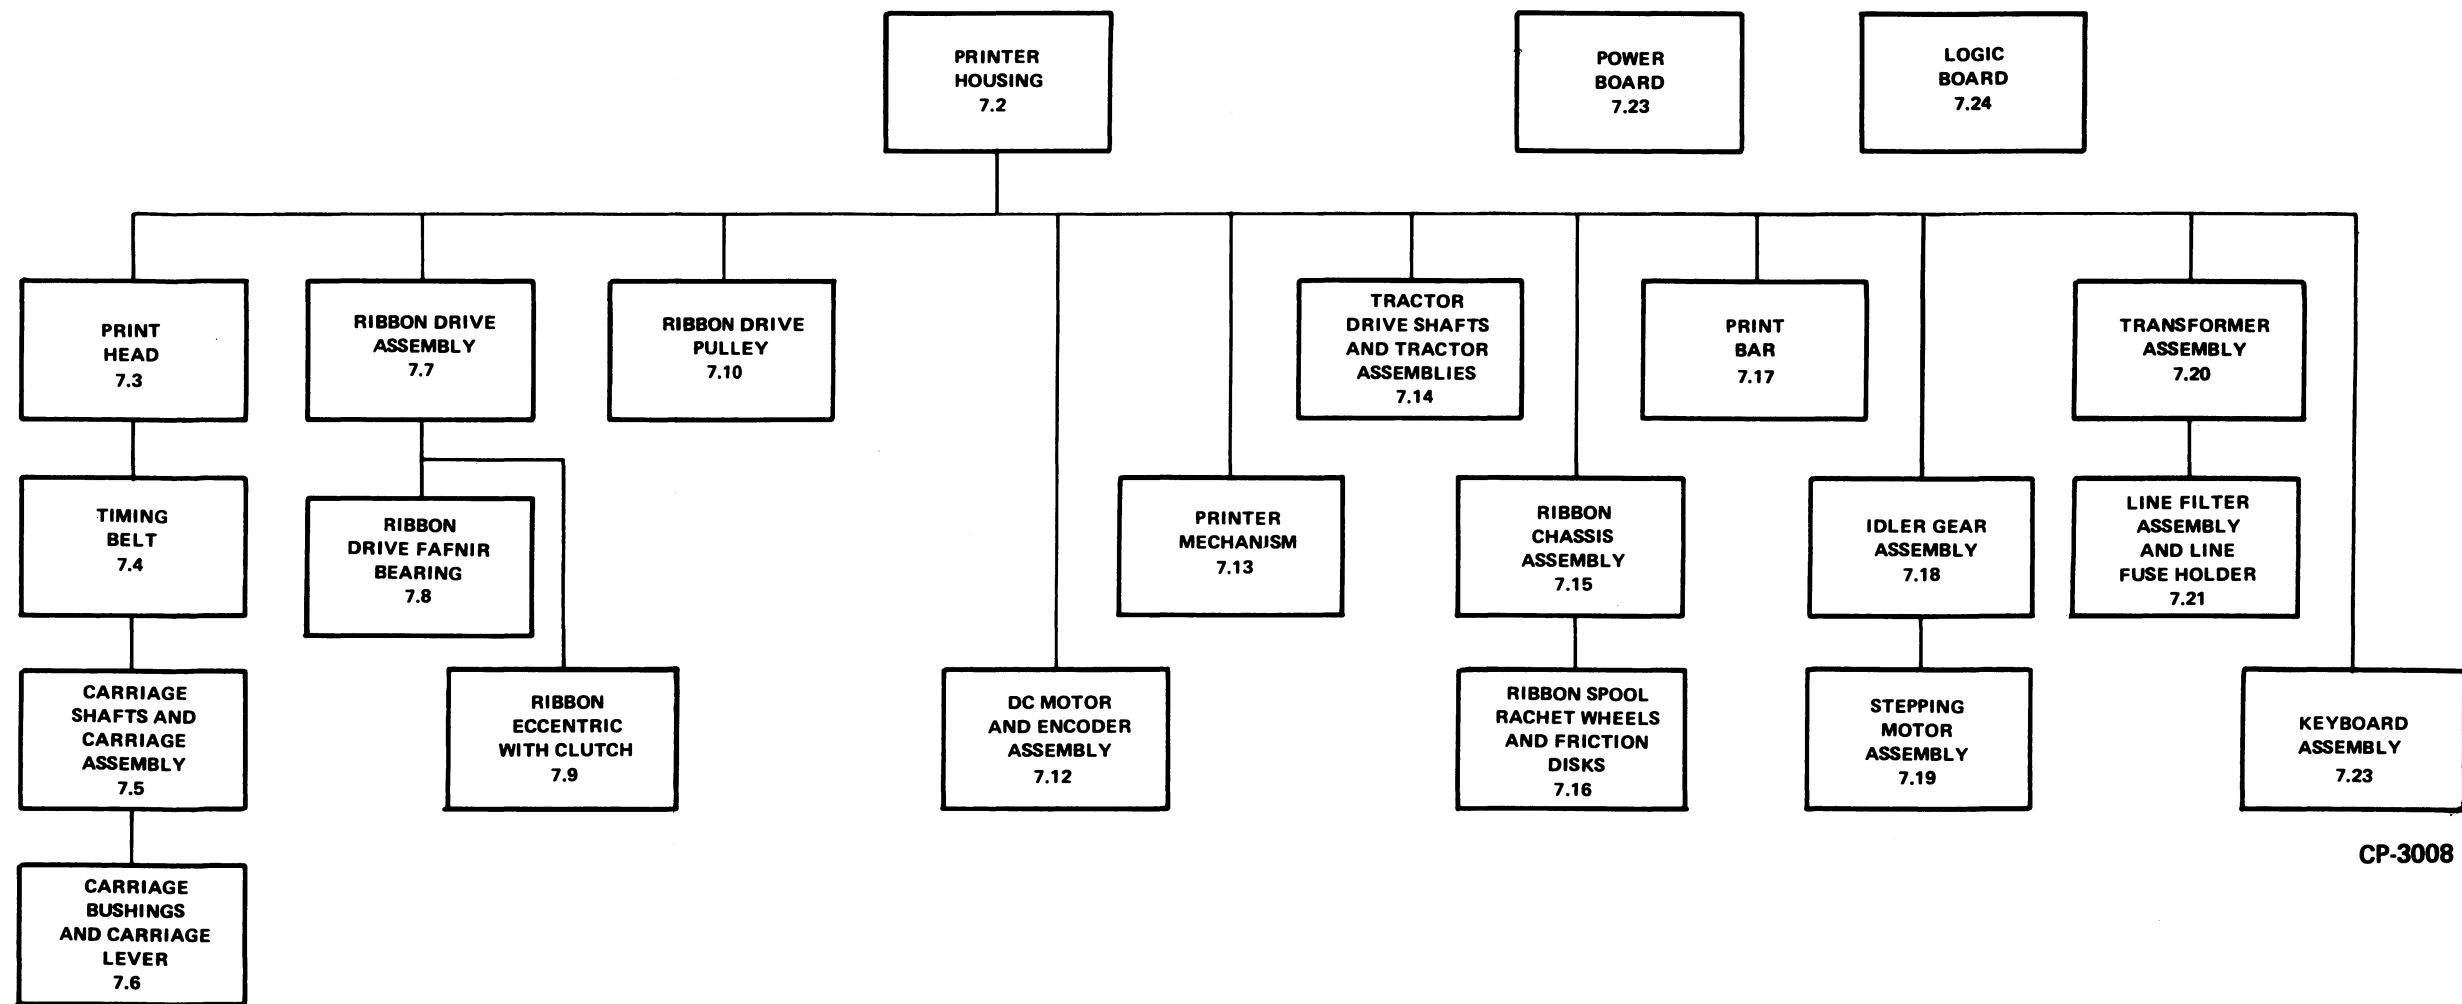 PRINTER
HOUSING
7.2
POWER
BOARD
7.23
LOGIC
BOARD
7.24
PRINT
HEAD
7.3
RIBBON DRIVE
ASSEMBLY
7.7
RIBBON DRIVE
PULLEY
7.10
TRACTOR
DRIVE SHAFTS
AND TRACTOR
ASSEMBLIES
7.14
PRINT
BAR
7.17
TRANSFORMER
ASSEMBLY
7.20
TIMING
BELT
7.4
RIBBON
DRIVE FAFNIR
BEARING
7.8
PRINTER
MECHANISM
7.13
RIBBON
CHASSIS
ASSEMBLY
7.15
IDLER GEAR
ASSEMBLY
7.18
LINE FILTER
ASSEMBLY
AND LINE
FUSE HOLDER
7.21
CARRIAGE
SHAFTS AND
CARRIAGE
ASSEMBLY
7.5
RIBBON
ECCENTRIC
WITH CLUTCH
7.9
DC MOTOR
AND ENCODER
ASSEMBLY
7.12
RIBBON SPOOL
RACHET WHEELS
AND FRICTION
DISKS
7.16
STEPPING
MOTOR
ASSEMBLY
7.19
KEYBOARD
ASSEMBLY
7.23
CARRIAGE
BUSHINGS
AND CARRIAGE
LEVER
7.6
CP-3008